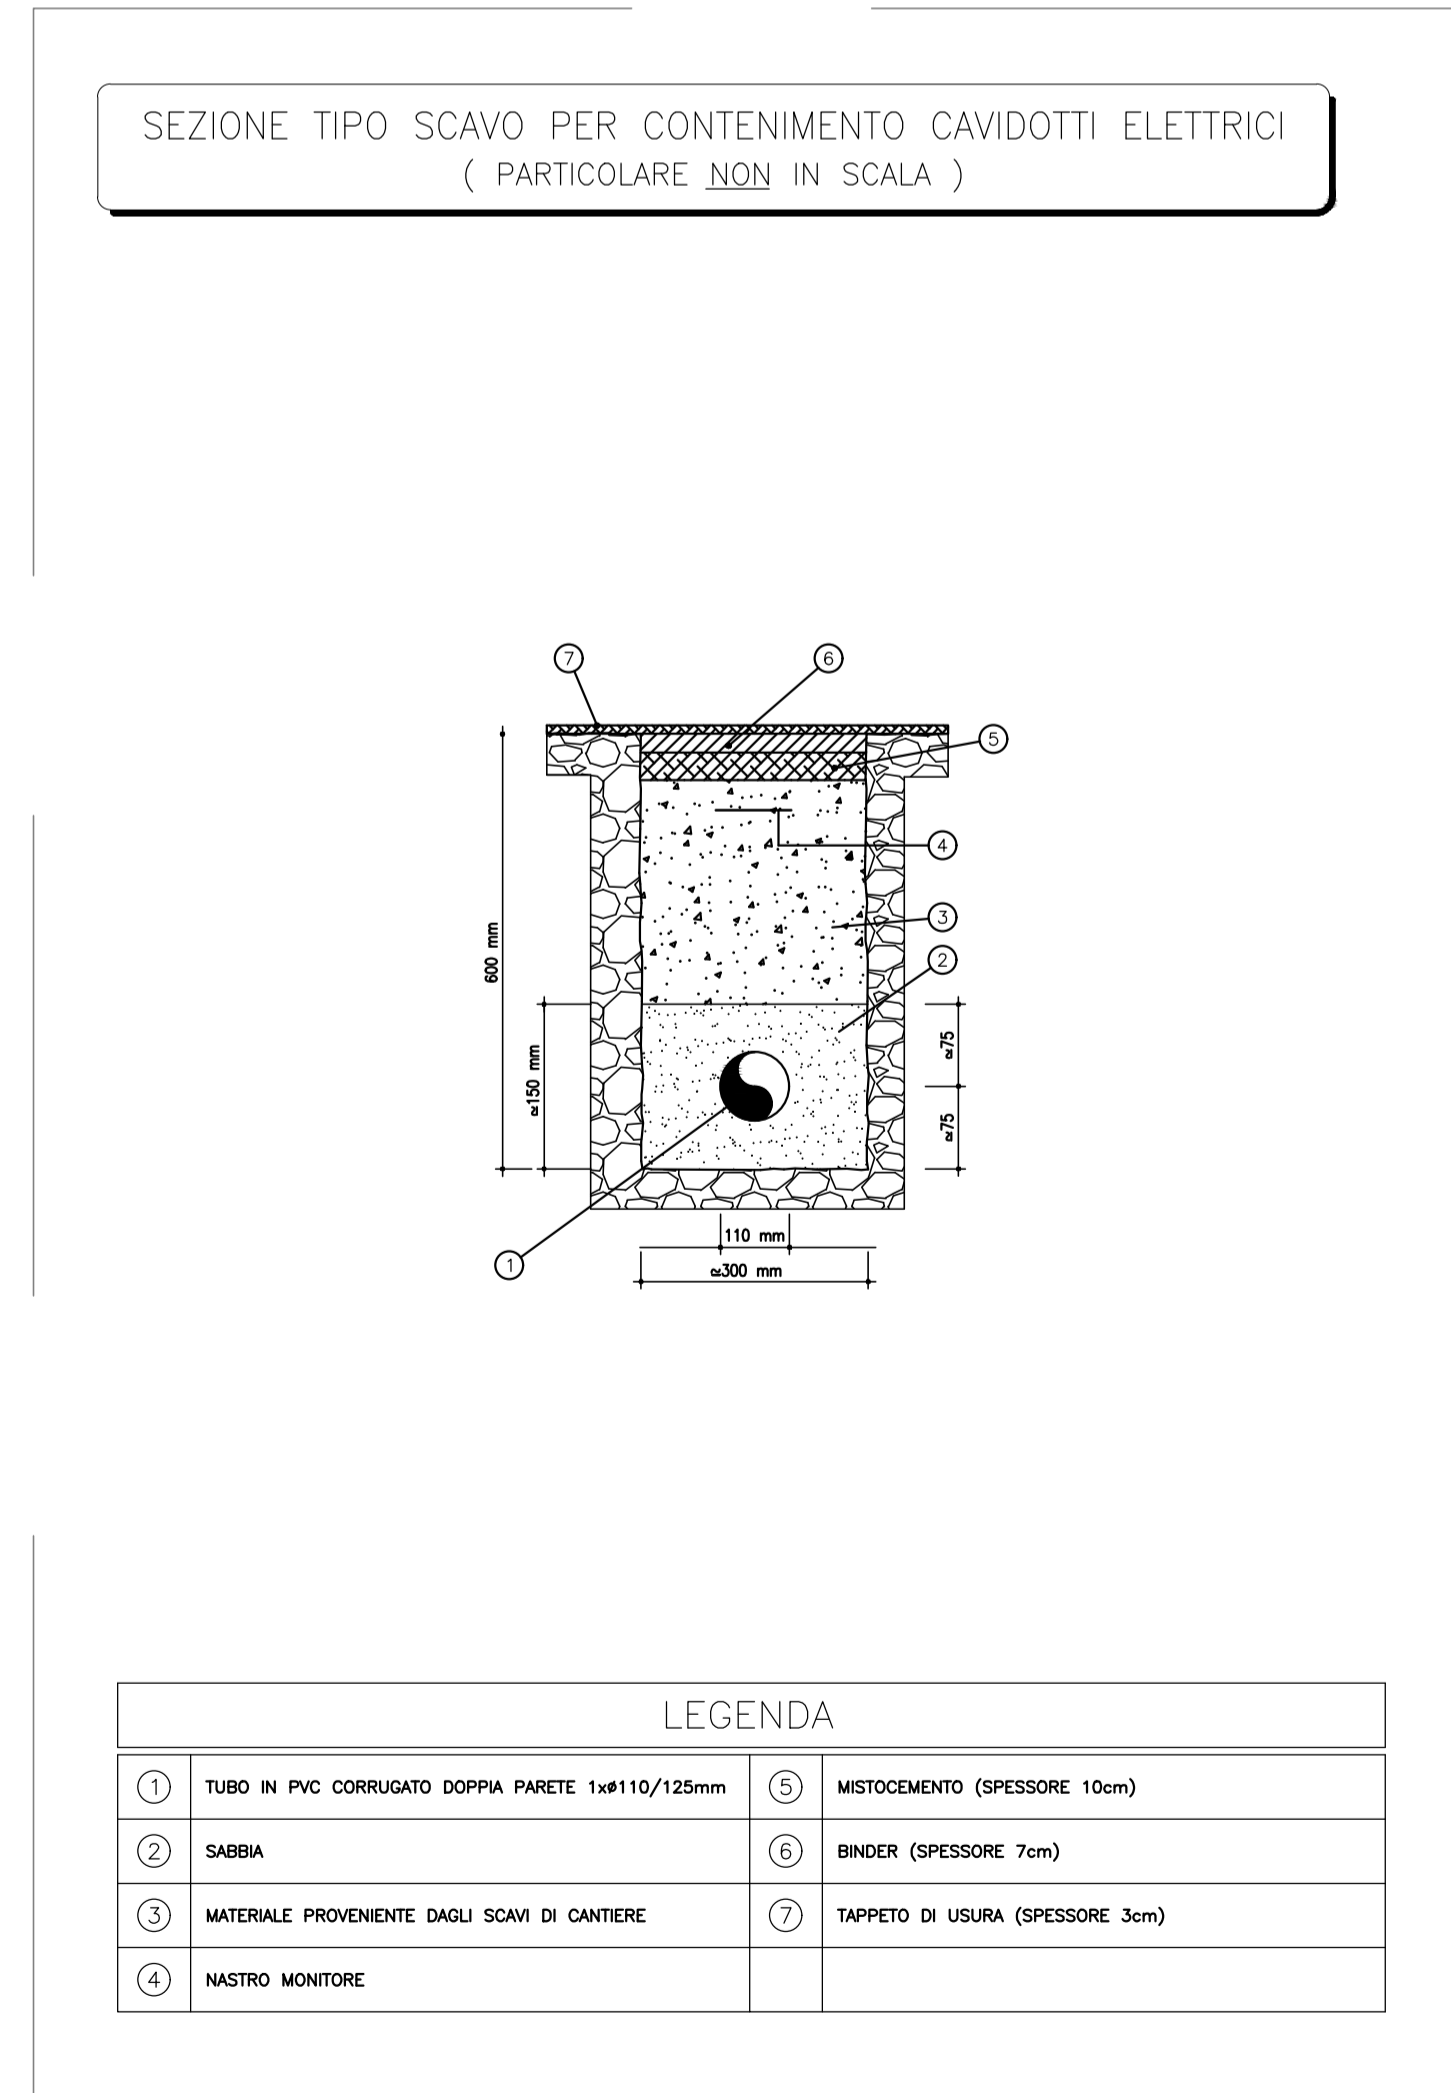 SEZIONE TIPO SCAVO PER CONTENIMENTO CAVIDOTTI ELETTRICI
( PARTICOLARE NON IN SCALA )
7
6
5
4
3
2
600 mm
≃150 mm
≃75
≃75
1
110 mm
≃300 mm
LEGENDA
1 TUBO IN PVC CORRUGATO DOPPIA PARETE 1xø110/125mm
5 MISTOCEMENTO (SPESSORE 10cm)
2 SABBIA
6 BINDER (SPESSORE 7cm)
3 MATERIALE PROVENIENTE DAGLI SCAVI DI CANTIERE
7 TAPPETO DI USURA (SPESSORE 3cm)
4 NASTRO MONITORE